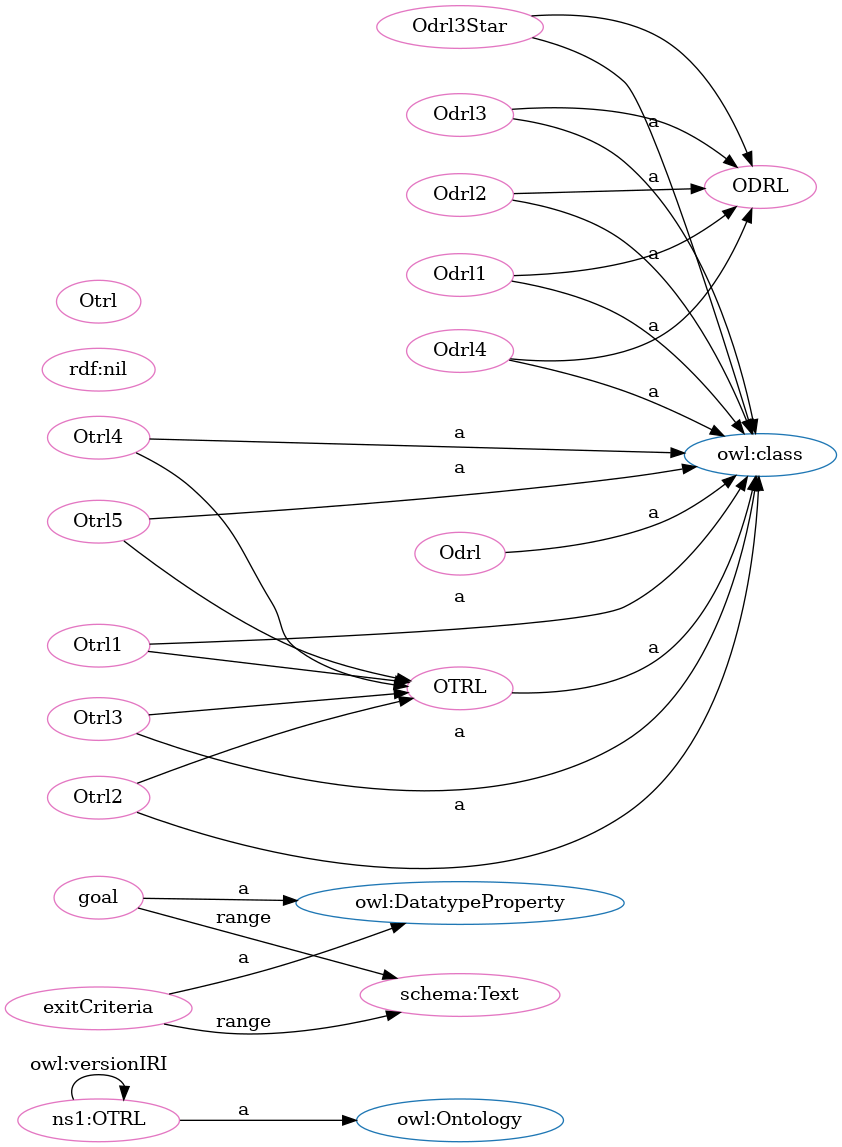 Odrl3Star
Odrl3
a
Odrl2
a
ODRL
Odrl1
a
Otrl
a
Odrl4
rdf:nil
a
Otrl4
a
owl:class
a
Otrl5
a
Odrl
a
Otrl1
a
OTRL
Otrl3
a
Otrl2
a
goal
a
owl:DatatypeProperty
range
a
exitCriteria
schema:Text
range
owl:versionIRI
a
ns1:OTRL
owl:Ontology